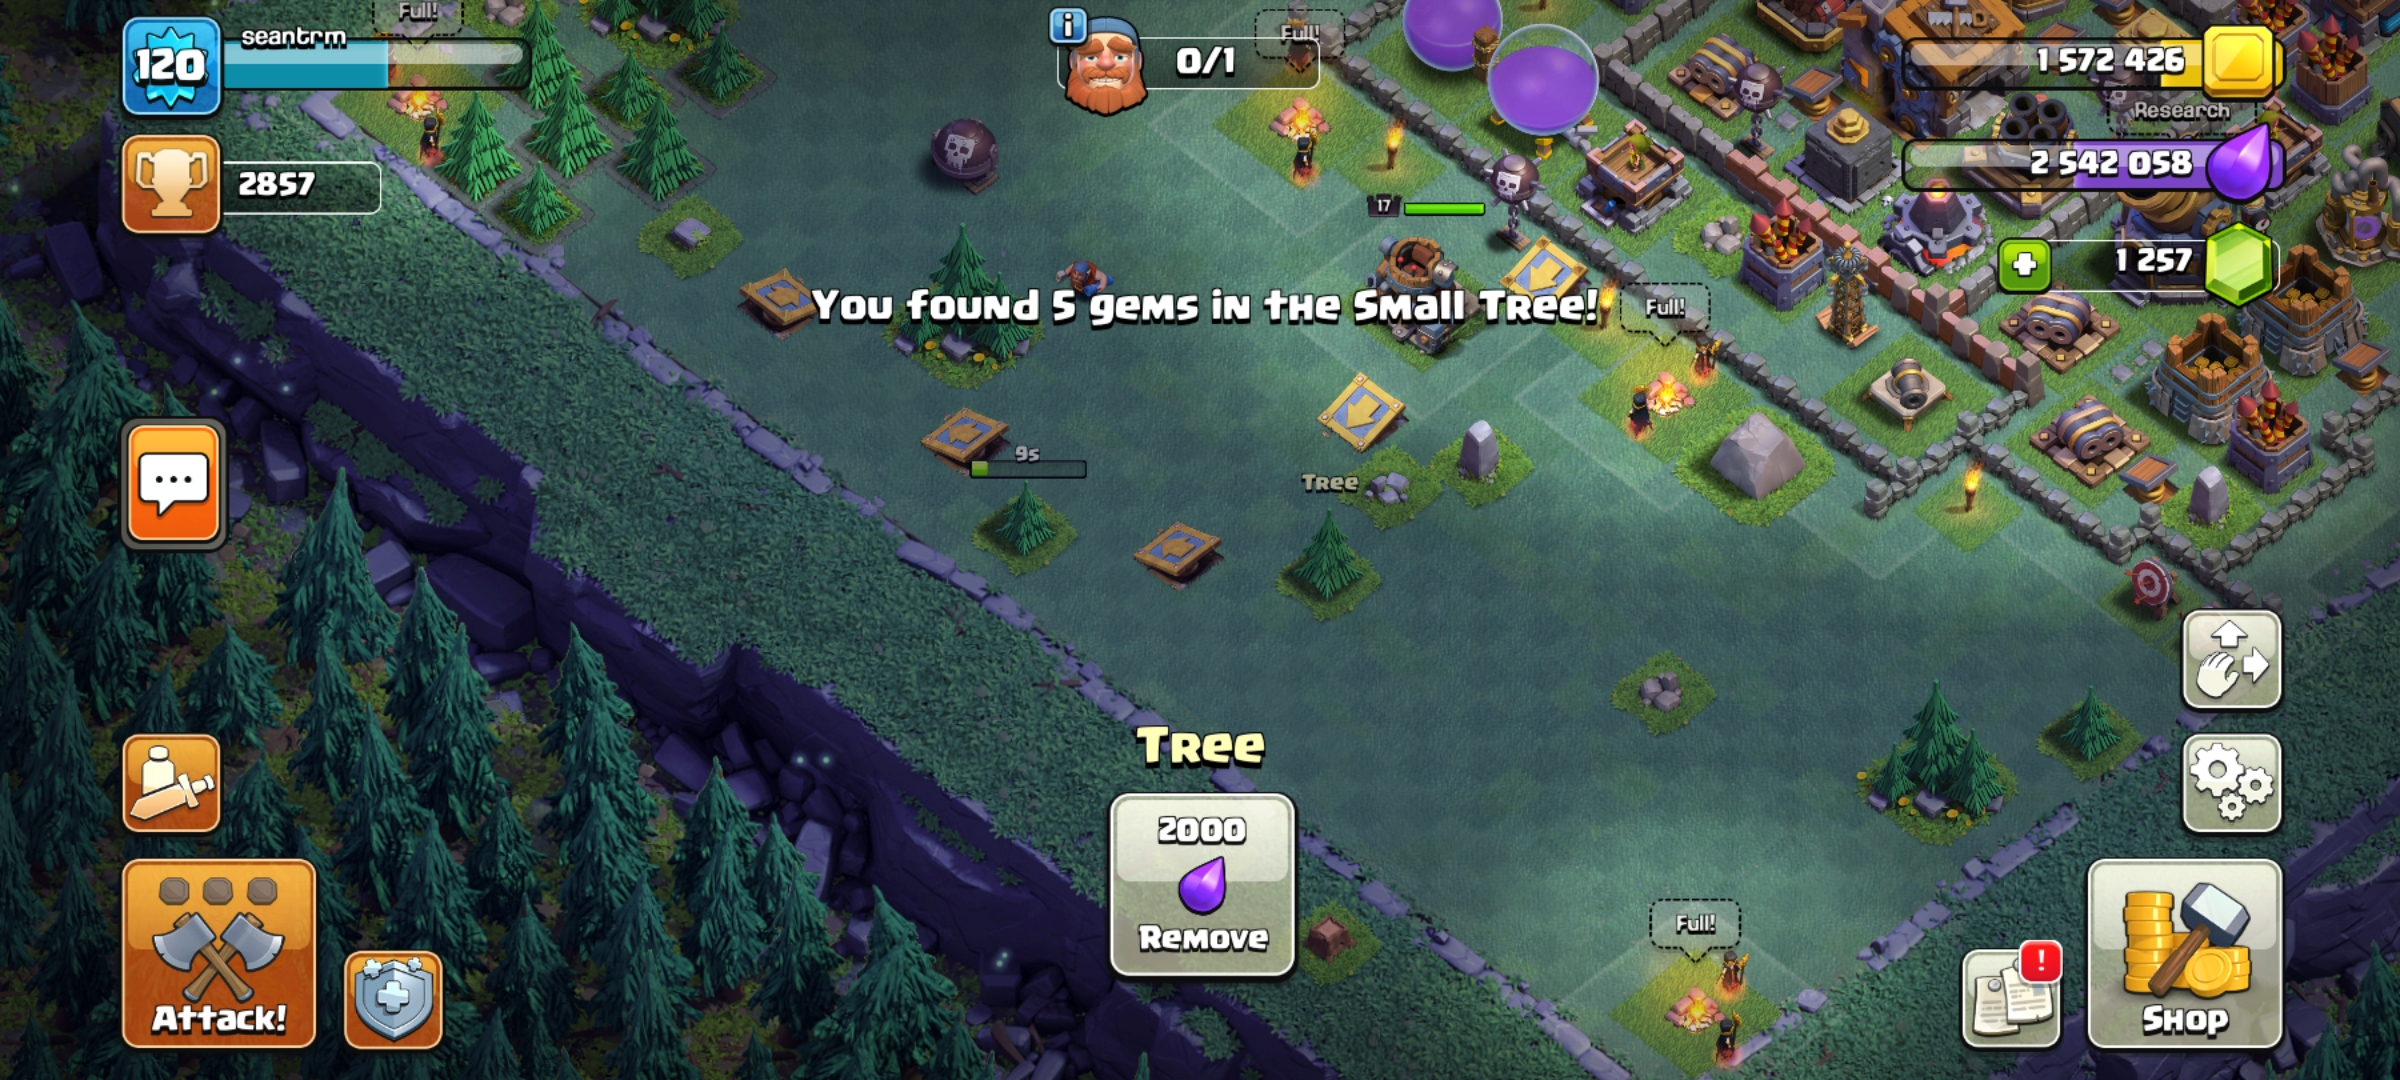 Full!
120
seantrm
0/1
Full!
1 572 426
Research
2857
2 542 058
17
1 257
You found 5 gems in the Small Tree!
Full!
9s
Tree
Tree
2000
Remove
Full!
!
Attack!
Shop